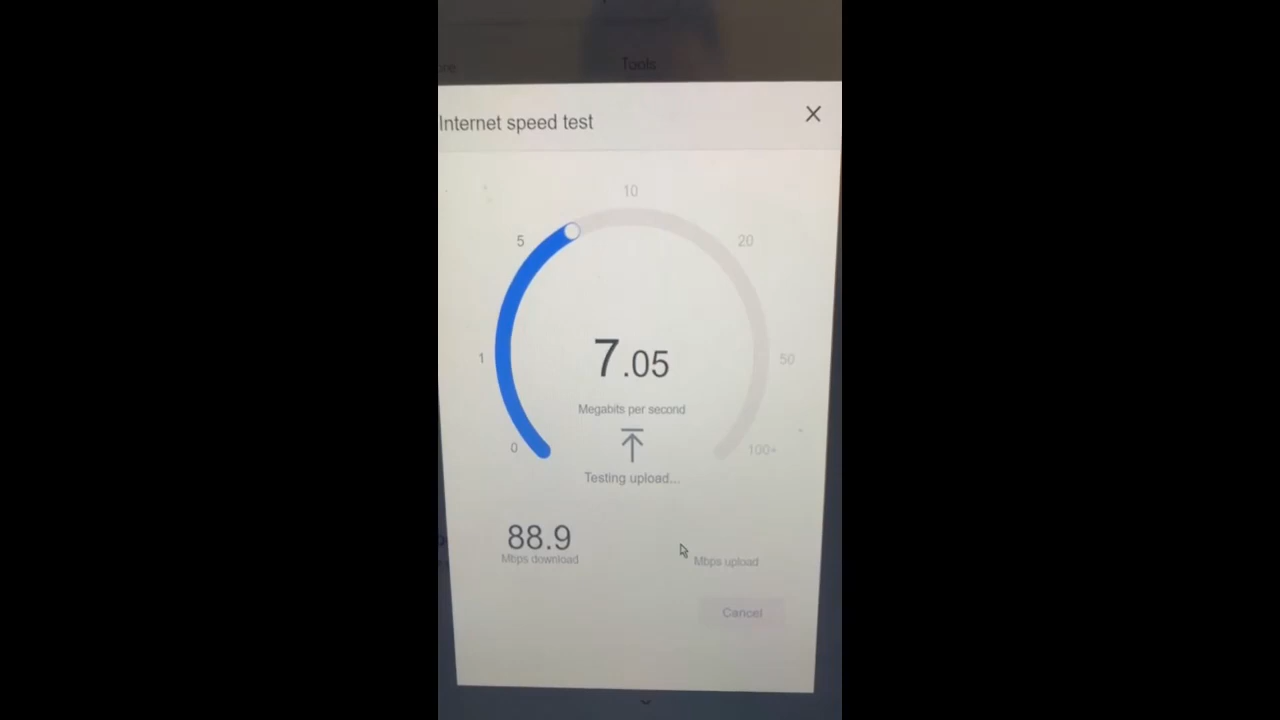 Tools
Internet speed test
10
5
20
1
50
7.05
Megabits per second
0
100+
Testing upload...
88.9
Mbps download
Mbps upload
Cancel